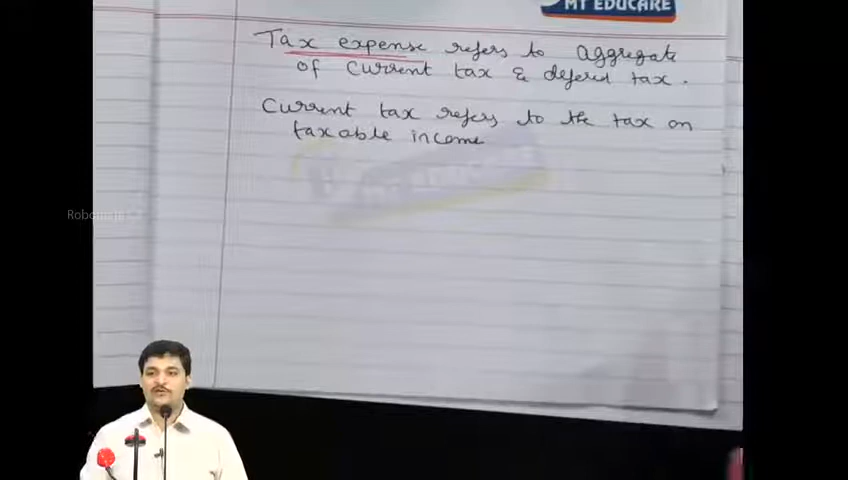 MT EDUCARE
Tax expense refers to aggregate
of current tax & defered tax.
Current tax refers to the tax on
taxable income